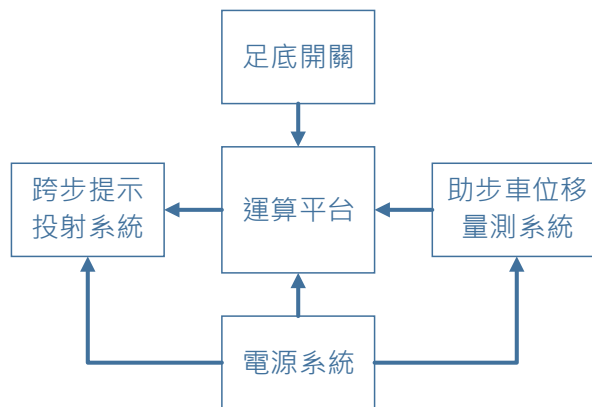 足底開關
跨步提示
投射系統
運算平台
助步車位移
量測系統
電源系統